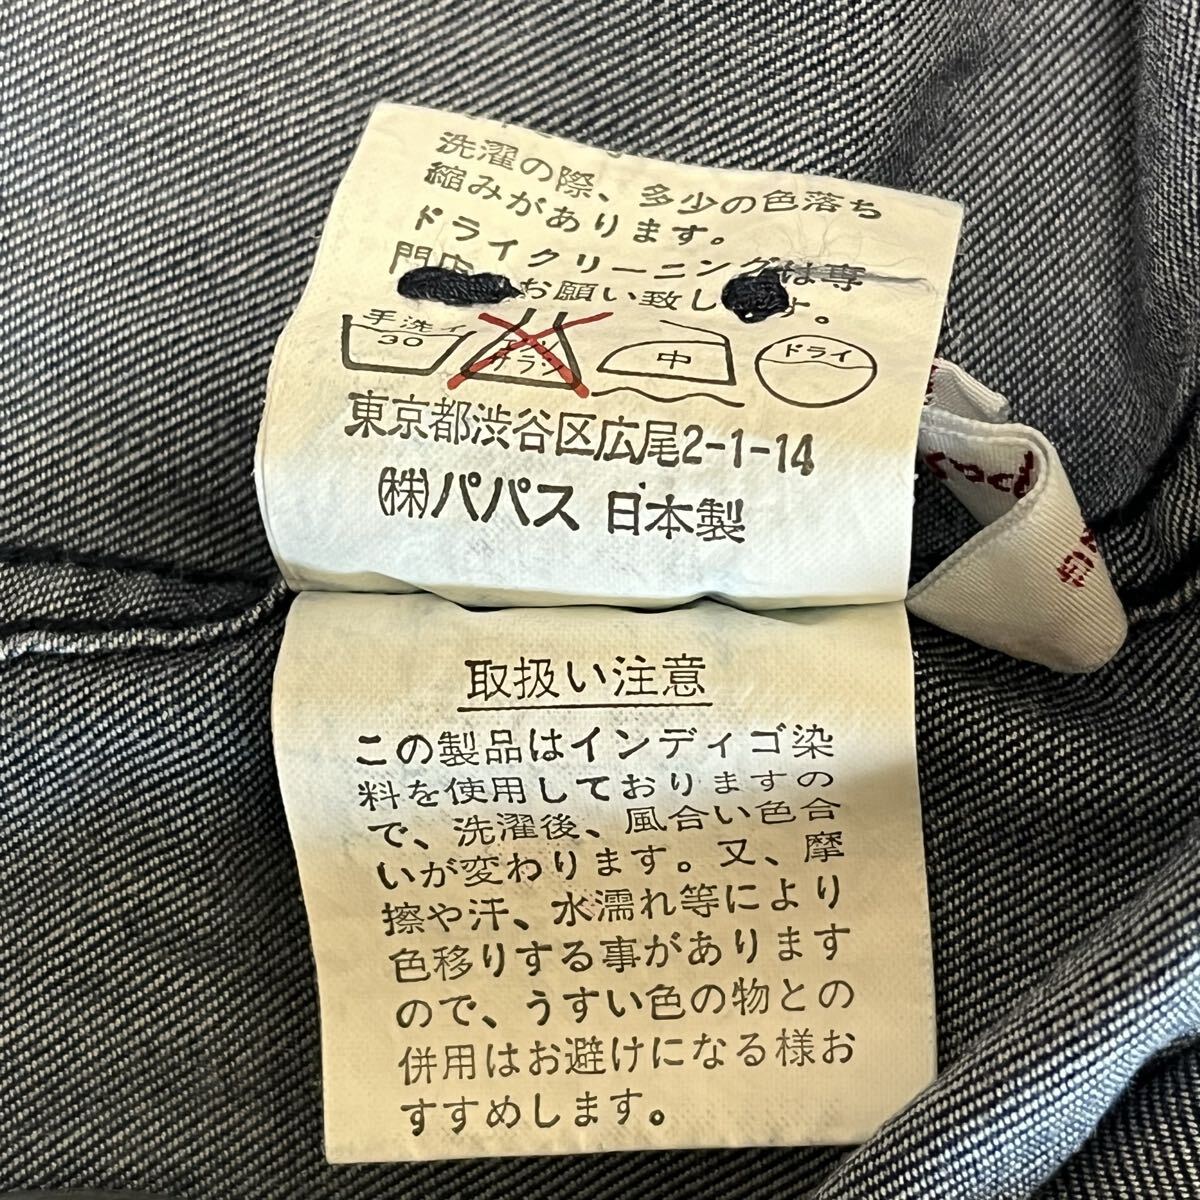 洗濯の際、多少の色落ち
縮みがあります。
ドライクリーニングは専
門店 お願い致し す。
手洗イ
30
中
ドライ
東京都渋谷区広尾2-1-14
㈱パパス 日本製
取扱い注意
この製品はインディゴ染
料を使用しておりますの
で、洗濯後、風合い色合
いが変わります。又、摩
擦や汗、水濡れ等により
色移りする事があります
ので、うすい色の物との
併用はお避けになる様お
すすめします。